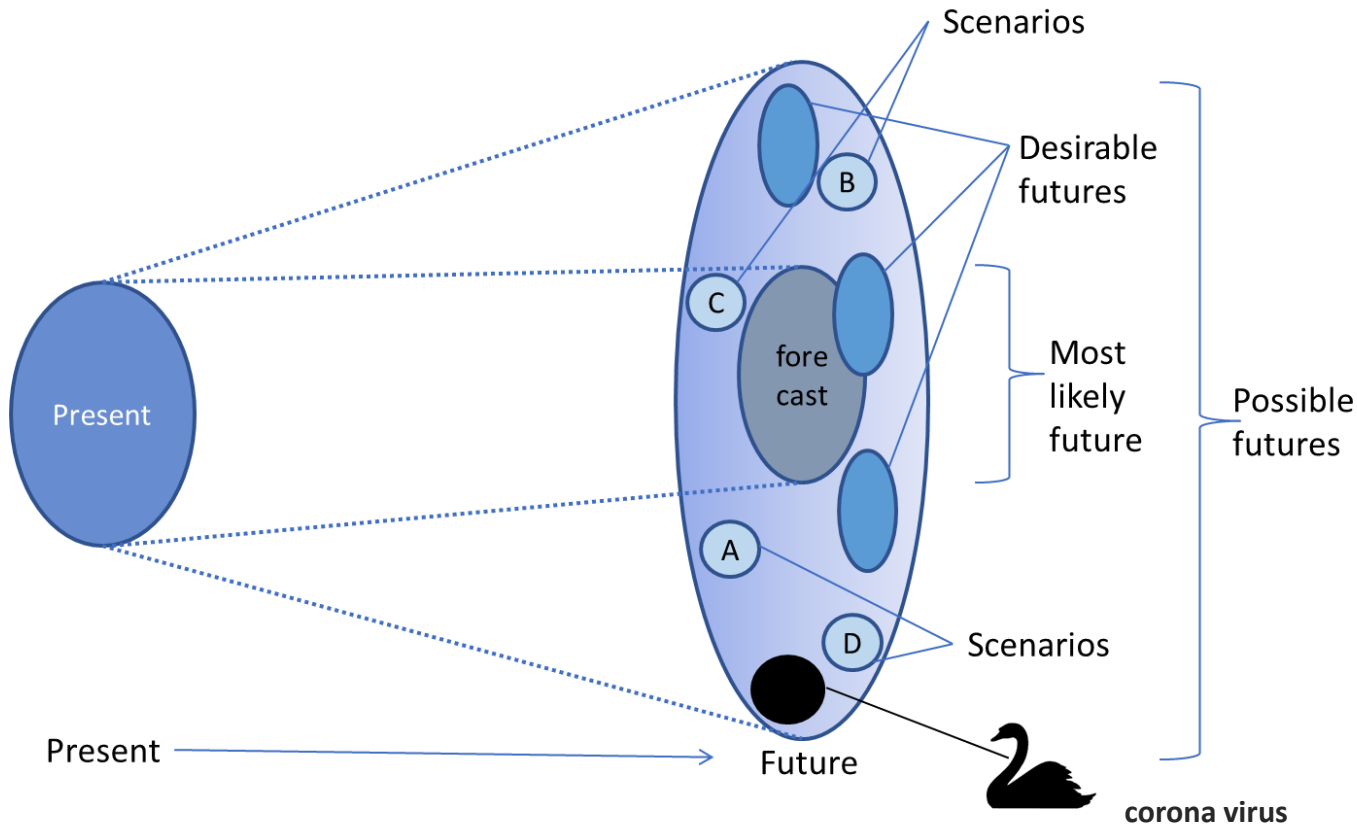 Scenarios
Desirable
futures
B
C
fore
cast
Most
likely
future
Possible
futures
Present
A
D
Scenarios
Present
Future
corona virus